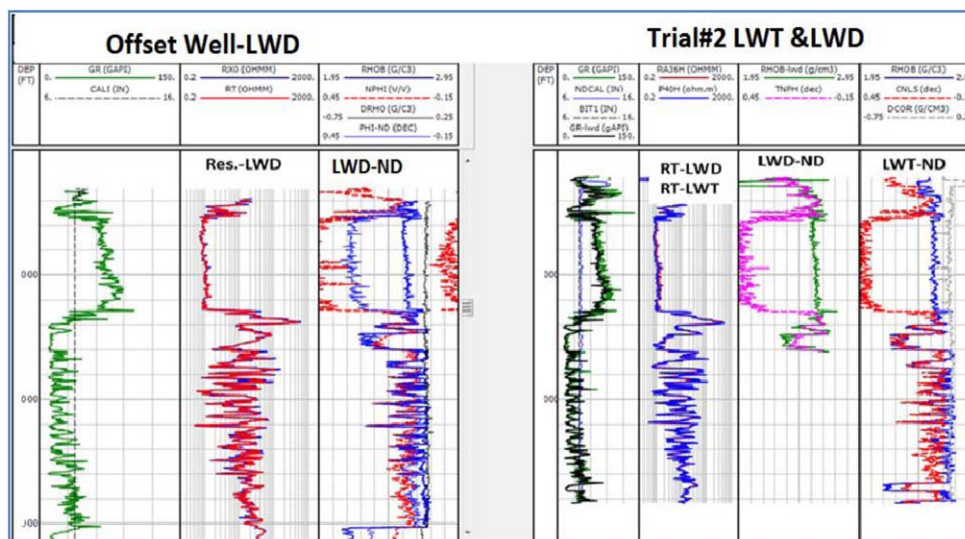 Offset Well-LWD
DEP
(FT)
GR (GAPI)
0. 150.
CALI (IN)
6. 16.
RXO (OHMM)
0.2 2000.
RT (OHMM)
0.2 2000.
RHOB (G/C3)
1.95 2.95
NPHI (V/V)
0.45 -0.15
DRHO (G/C3)
-0.75 0.25
PHI-ND (DEC)
0.45 -0.15
Res.-LWD
LWD-ND
000
000
000
Trial#2 LWT &LWD
DEP
(FT)
GR (GAPI)
0. 150.
NDCAL (IN)
6. 16.
BIT1 (IN)
6. 16.
GR-lwd (gAPI)
0. 150.
RA36H (OHMM)
0.2 2000.
P40H (ohm.m)
0.2 2000.
RHOB-lwd (g/cm3)
1.95 2.95
TNPH (dec)
0.45 -0.15
RHOB (G/C3)
1.95
CNLS (dec)
0.45
DCOR (G/CM3)
-0.75
RT-LWD
RT-LWT
LWD-ND
LWT-ND
000